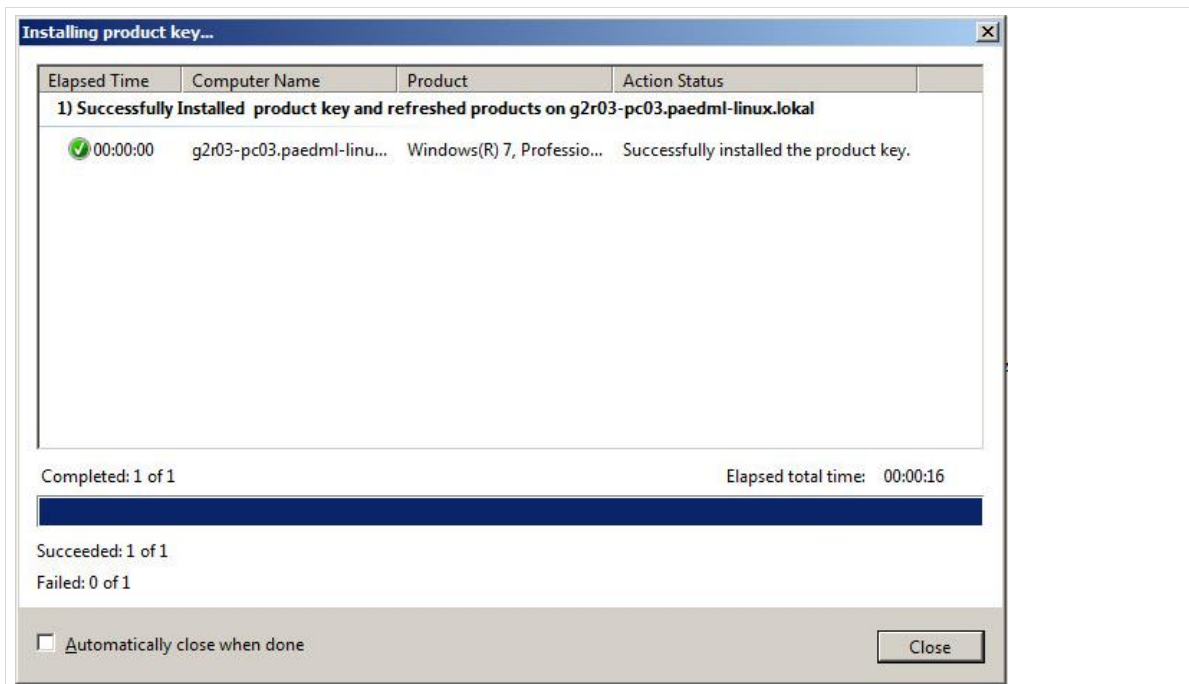 Installing product key...
Elapsed Time Computer Name Product Action Status
1) Successfully Installed product key and refreshed products on g2r03-pc03.paedml-linux.lokal
00:00:00 g2r03-pc03.paedml-linu... Windows(R) 7, Professio... Successfully installed the product key.
Completed: 1 of 1 Elapsed total time: 00:00:16
Succeeded: 1 of 1
Failed: 0 of 1
Automatically close when done Close